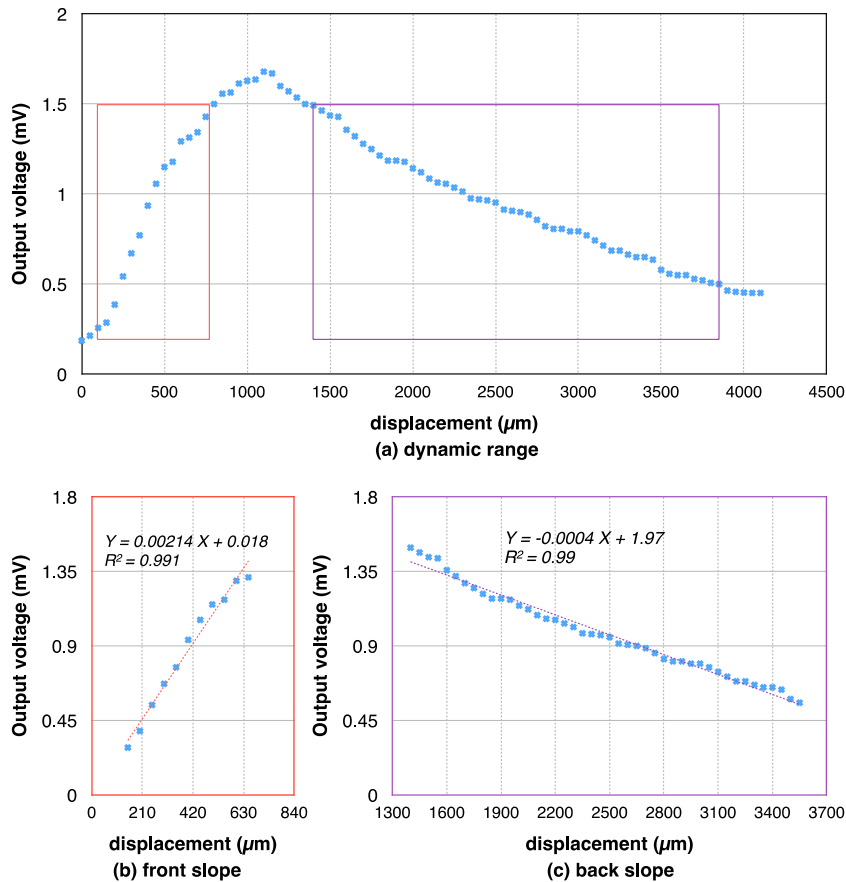 2
1.5
1
0.5
0
Output voltage (mV)
0 500 1000 1500 2000 2500 3000 3500 4000 4500
displacement (µm)
(a) dynamic range
1.8
1.35
0.9
0.45
0
Output voltage (mV)
Y = 0.00214 X + 0.018
R² = 0.991
0 210 420 630 840
displacement (µm)
(b) front slope
1.8
1.35
0.9
0.45
0
Output voltage (mV)
Y = -0.0004 X + 1.97
R² = 0.99
1300 1600 1900 2200 2500 2800 3100 3400 3700
displacement (µm)
(c) back slope